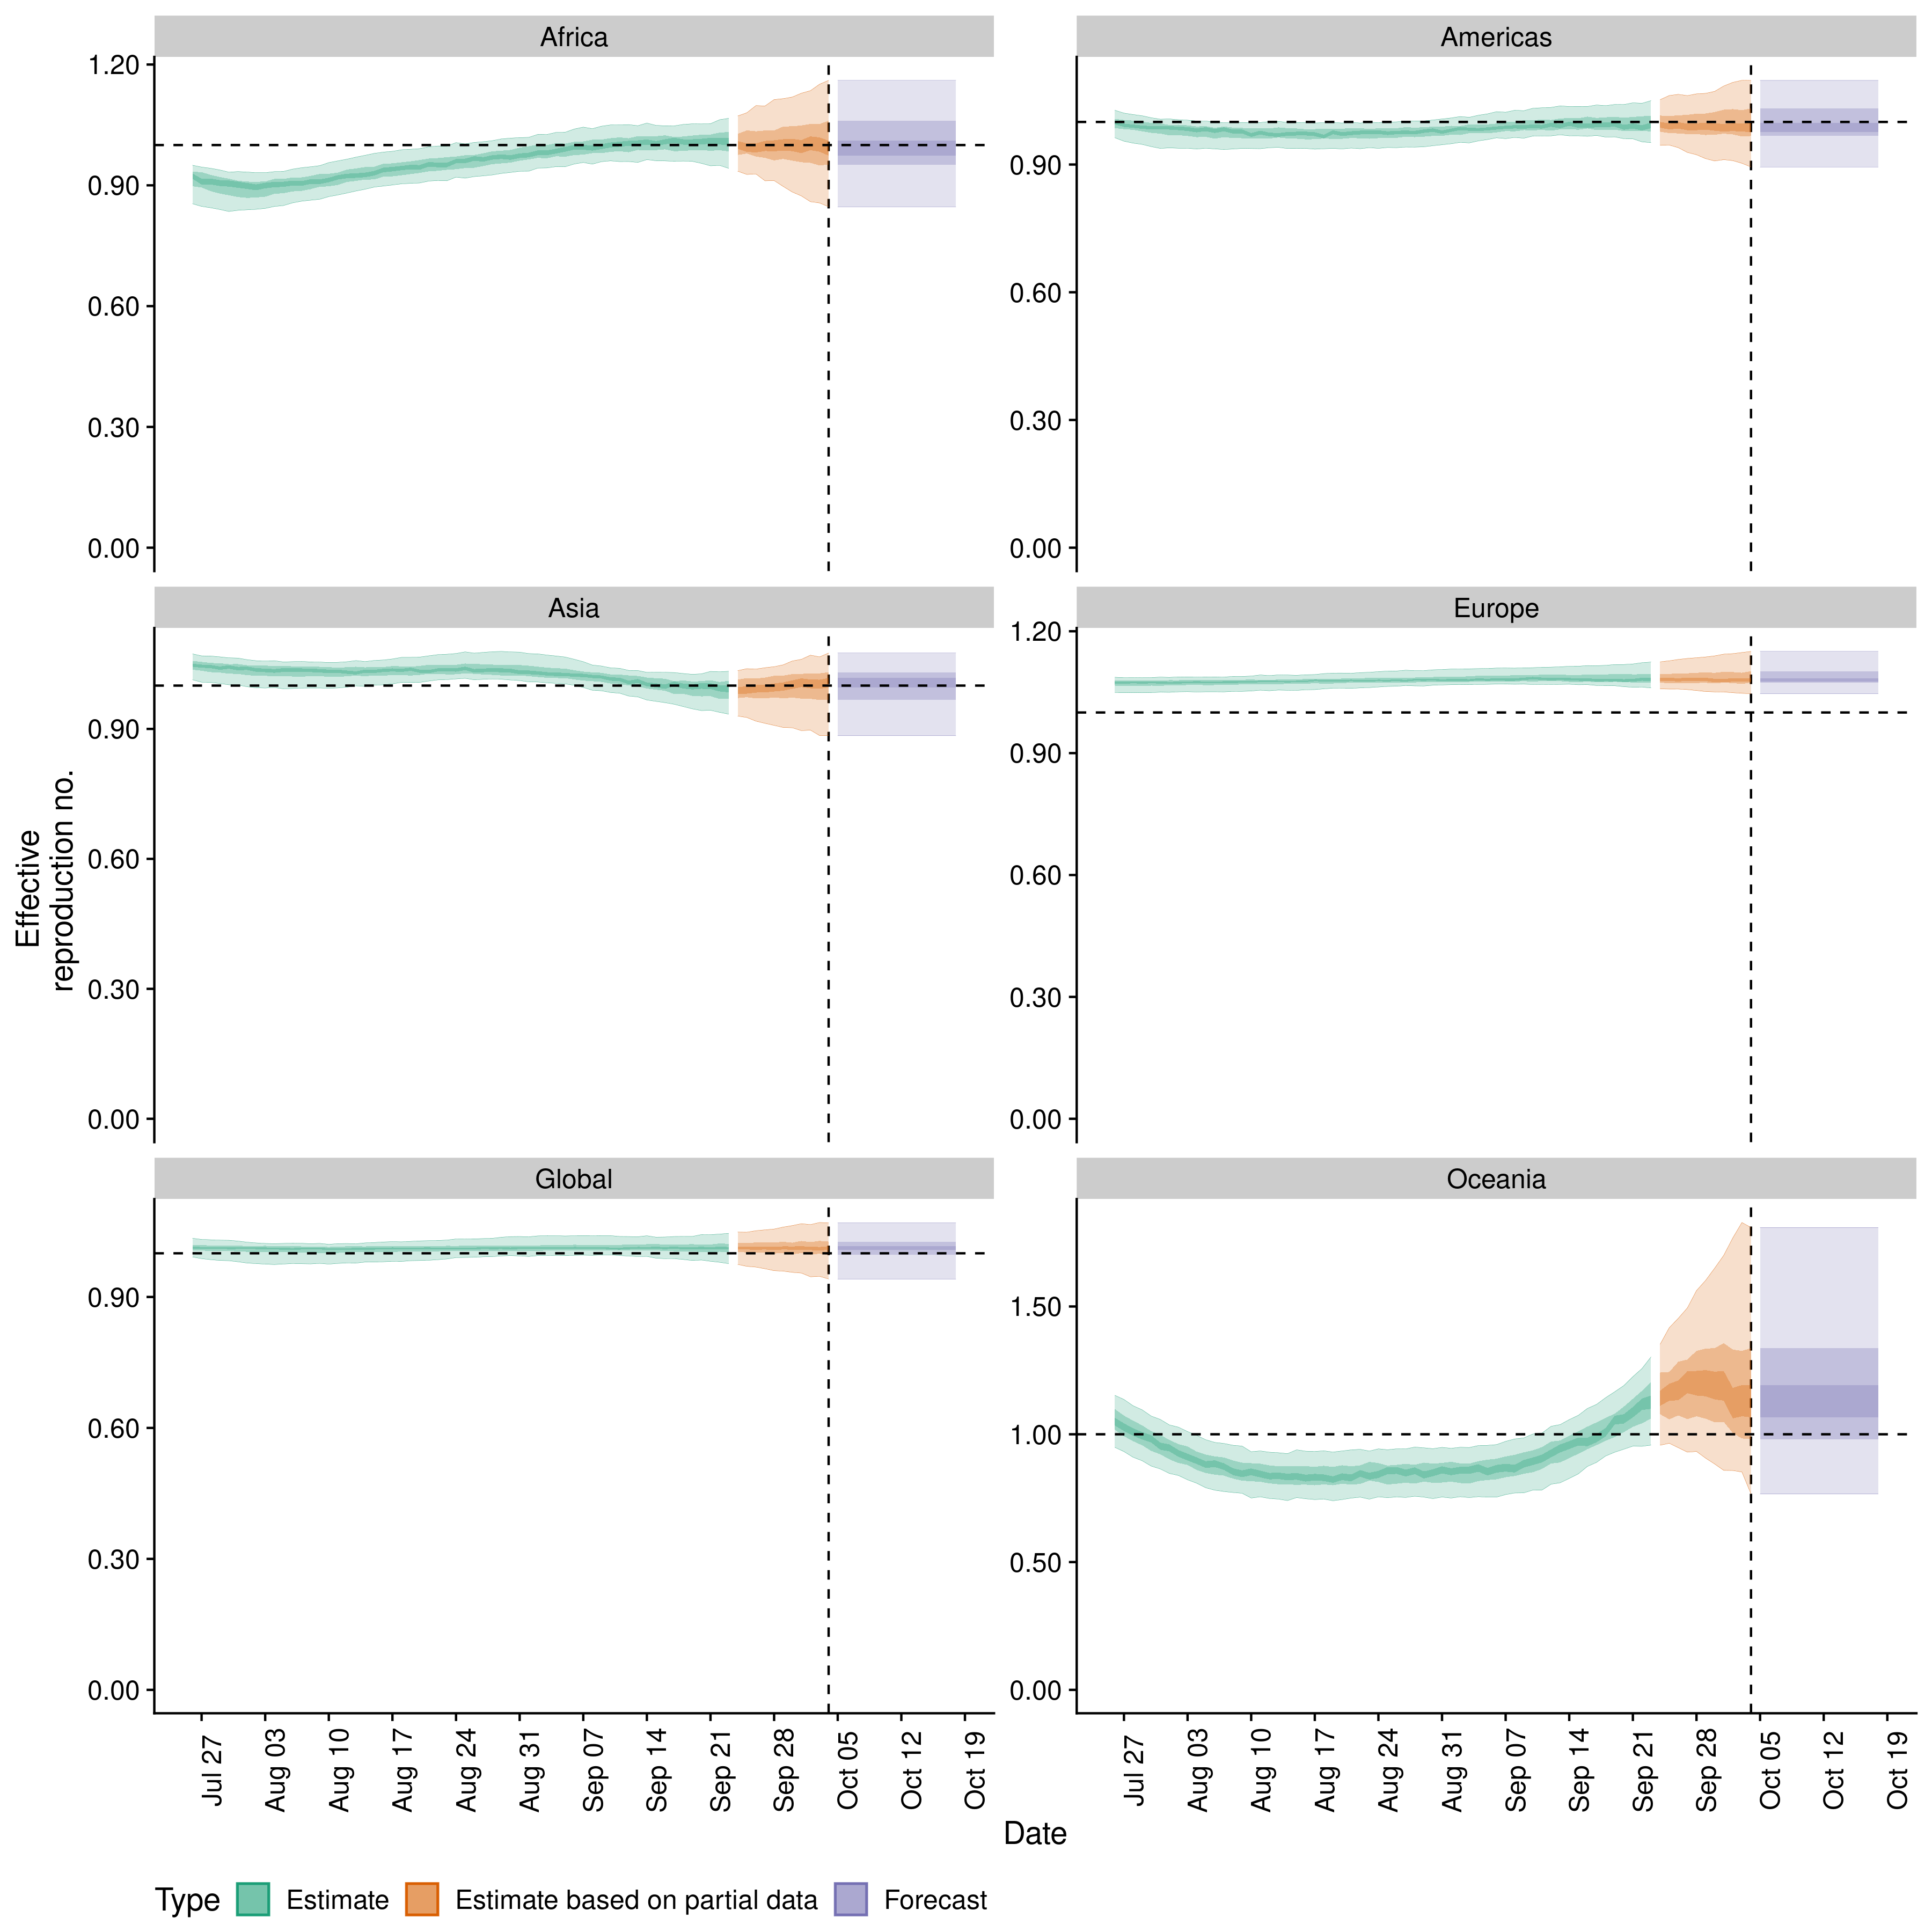 Africa
Americas
1.20
0.90
0.60
0.30
0.00
0.90
0.60
0.30
0.00
Asia
Europe
0.90
0.60
0.30
0.00
1.20
0.90
0.60
0.30
0.00
Effective
reproduction no.
Global
Oceania
0.90
0.60
0.30
0.00
1.50
1.00
0.50
0.00
Jul 27
Aug 03
Aug 10
Aug 17
Aug 24
Aug 31
Sep 07
Sep 14
Sep 21
Sep 28
Oct 05
Oct 12
Oct 19
Jul 27
Aug 03
Aug 10
Aug 17
Aug 24
Aug 31
Sep 07
Sep 14
Sep 21
Sep 28
Oct 05
Oct 12
Oct 19
Date
Type Estimate Estimate based on partial data Forecast